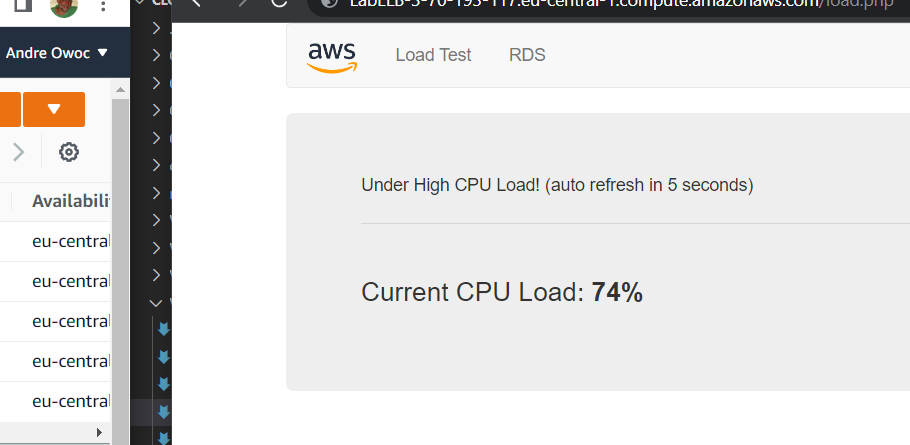 LabELB-3-70-193-117.eu-central-1.compute.amazonaws.com/load.php
Andre Owoc
Availabili
eu-central
eu-central
eu-central
eu-central
eu-central
aws
Load Test
RDS
Under High CPU Load! (auto refresh in 5 seconds)
Current CPU Load: 74%